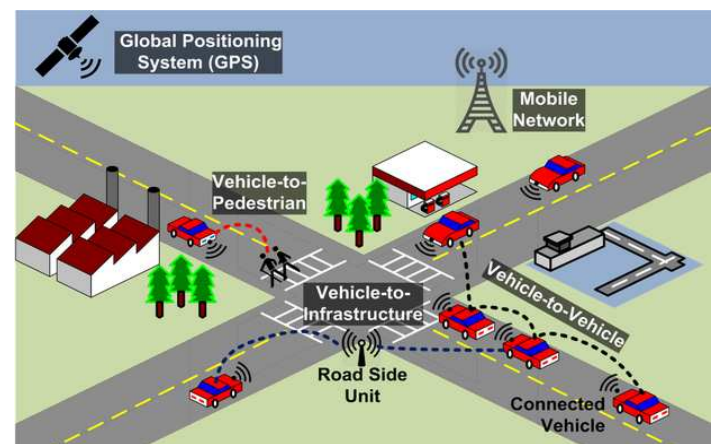 Global Positioning
System (GPS)
Mobile
Network
Vehicle-to-
Pedestrian
Vehicle-to-
Infrastructure
Vehicle-to-Vehicle
Road Side
Unit
Connected
Vehicle